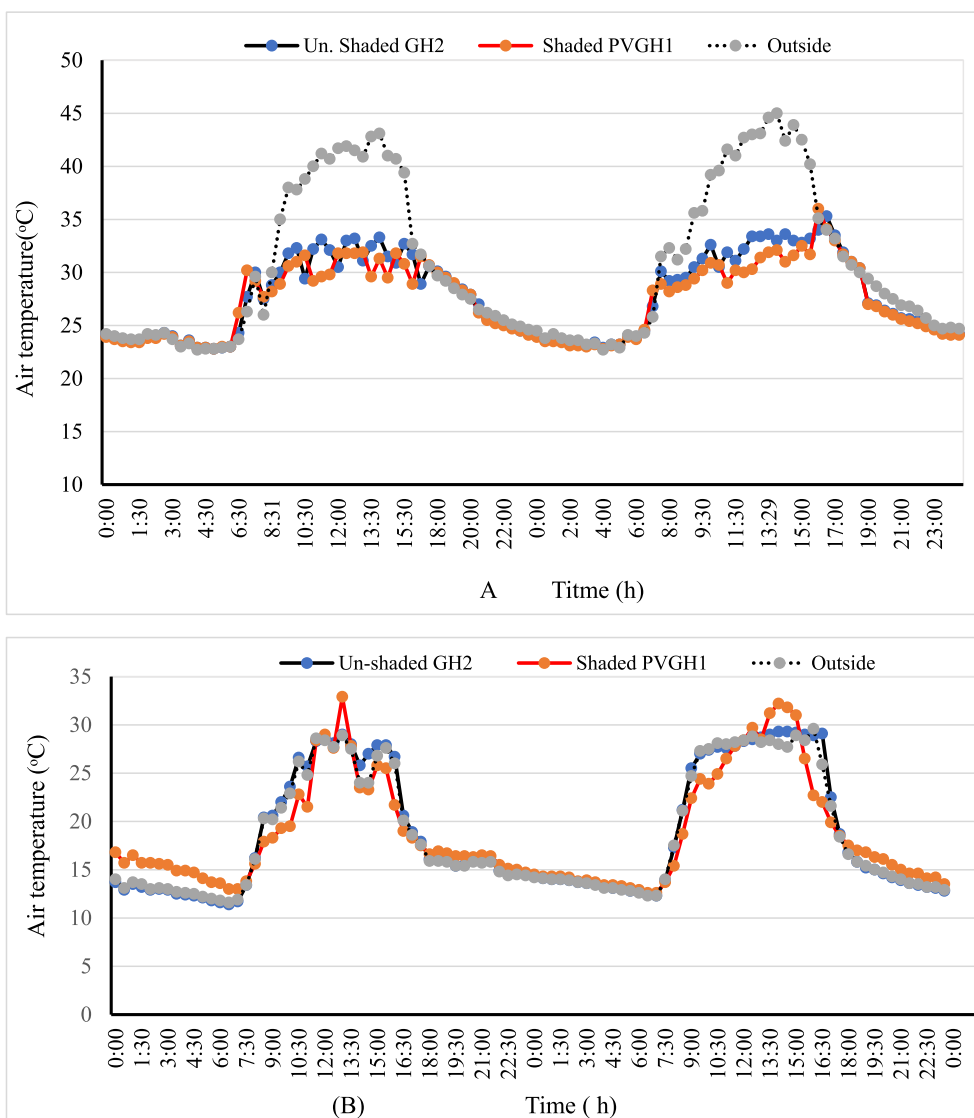 Un. Shaded GH2 Shaded PVGH1 Outside
50
45
40
35
30
25
20
15
10
Air temperature(°C)
0:00 1:30 3:00 4:30 6:30 8:31 10:30 12:00 13:30 15:30 17:00 18:00 20:00 22:00 0:00 2:00 4:00 6:00 7:30 9:30 11:30 13:29 15:00 17:00 19:00 21:00 23:00
A Titme (h)
Un-shaded GH2 Shaded PVGH1 Outside
35
30
25
20
15
10
5
0
Air temperature (°C)
0:00 1:30 3:00 4:30 6:00 7:30 9:00 10:30 12:00 13:30 15:00 16:30 18:00 19:30 21:00 22:30 0:00 1:30 3:00 4:30 6:00 7:30 9:00 10:30 12:00 13:30 15:00 16:30 18:00 19:30 21:00 22:30 0:00
(B) Time ( h)